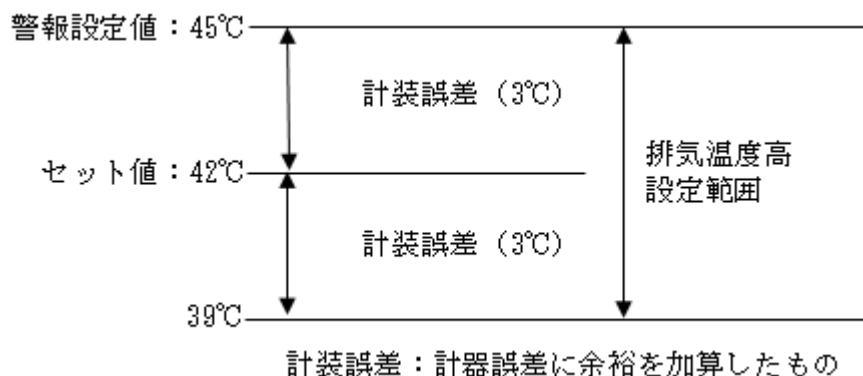 警報設定値：45℃
計装誤差（3℃）
セット値：42℃
排気温度高
設定範囲
計装誤差（3℃）
39℃
計装誤差：計器誤差に余裕を加算したもの